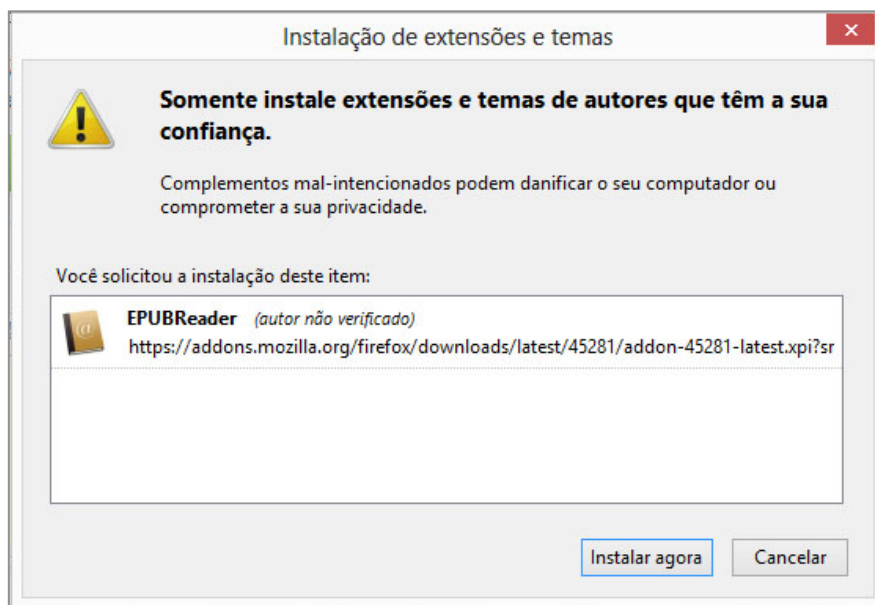 Instalação de extensões e temas
Somente instale extensões e temas de autores que têm a sua
confiança.
Complementos mal-intencionados podem danificar o seu computador ou
comprometer a sua privacidade.
Você solicitou a instalação deste item:
EPUBReader (autor não verificado)
https://addons.mozilla.org/firefox/downloads/latest/45281/addon-45281-latest.xpi?sr
Instalar agora Cancelar